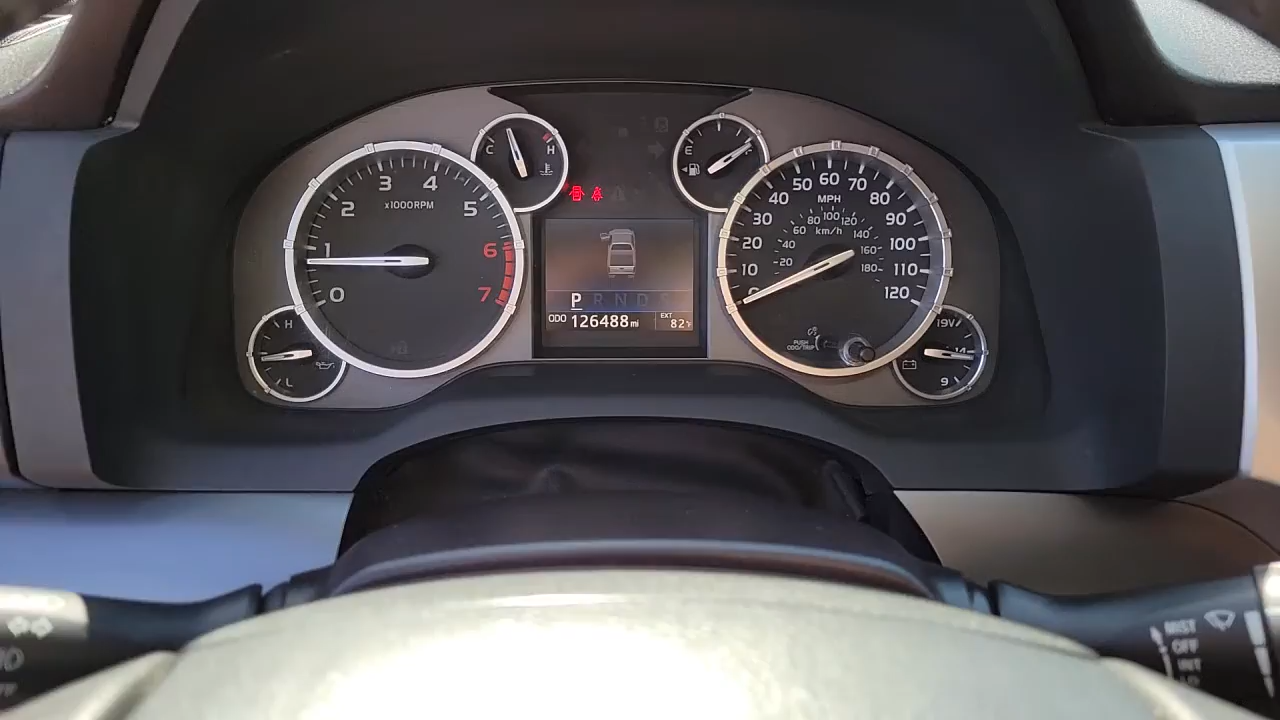 0
1
2
3
4
5
6
7
x1000RPM
C
H
E
H
L
P R N D S
ODO 126488 mi
EXT
82°F
0
10
20
30
40
50
60
70
80
90
100
110
120
MPH
20
40
60
80
100
120
140
160
180
km/h
PUSH
ODO/TRIP
19V
14
9
MIST
OFF
INT
LO